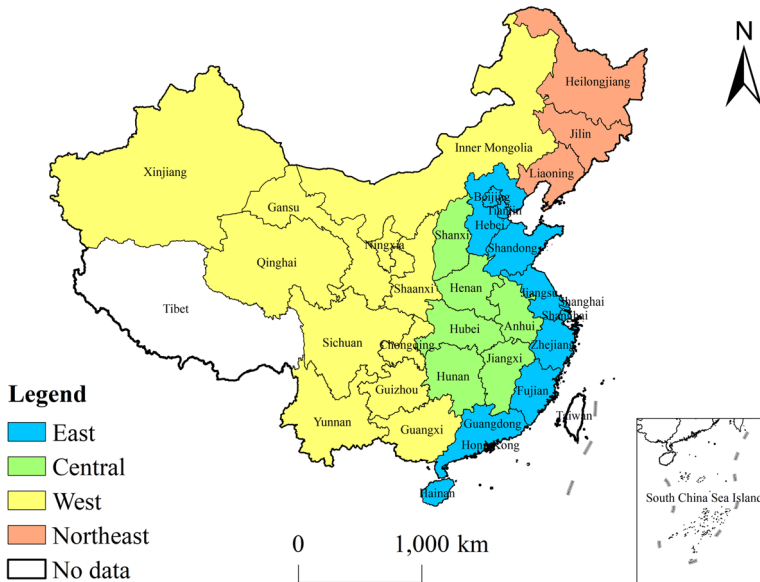 N
Heilongjiang
Jilin
Inner Mongolia
Liaoning
Xinjiang
Beijing
Gansu
Tianjin
Hebei
Shanxi
Ningxia
Shandong
Qinghai
Shaanxi
Henan
Jiangsu
Shanghai
Tibet
Shanghai
Hubei
Anhui
Sichuan
Chongqing
Zhejiang
Jiangxi
Hunan
Guizhou
Fujian
Legend
Taiwan
Yunnan
Guangxi
Guangdong
East
Hong Kong
Central
Hainan
West
South China Sea Island
Northeast
0 1,000 km
No data